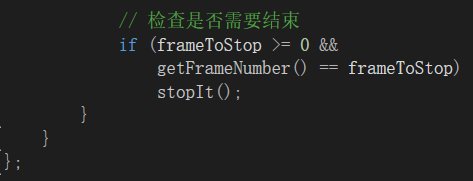 // 检查是否需要结束
if (frameToStop >= 0 &&
getFrameNumber() == frameToStop)
stopIt();
}
}
};